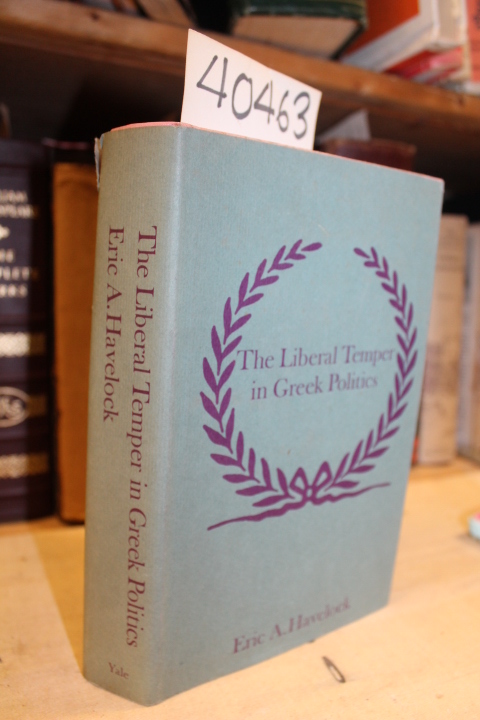 40463
The Liberal Temper in Greek Politics
Eric A. Havelock
Yale
The Liberal Temper
in Greek Politics
Eric A. Havelock